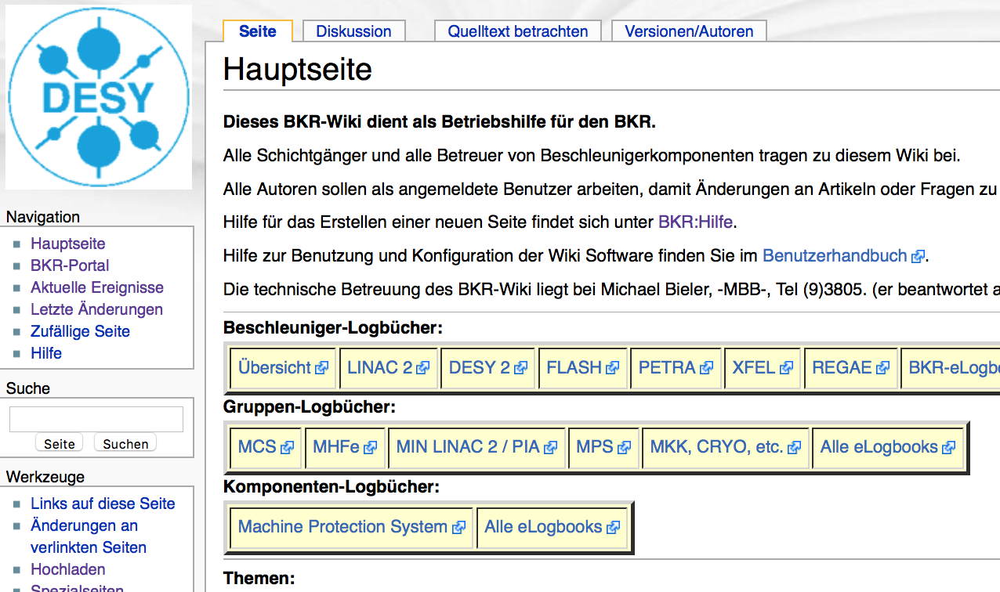 DESY
Seite Diskussion Quelltext betrachten Versionen/Autoren
Hauptseite
Dieses BKR-Wiki dient als Betriebshilfe für den BKR.
Alle Schichtgänger und alle Betreuer von Beschleunigerkomponenten tragen zu diesem Wiki bei.
Alle Autoren sollen als angemeldete Benutzer arbeiten, damit Änderungen an Artikeln oder Fragen zu
Hilfe für das Erstellen einer neuen Seite findet sich unter BKR:Hilfe.
Hilfe zur Benutzung und Konfiguration der Wiki Software finden Sie im Benutzerhandbuch.
Die technische Betreuung des BKR-Wiki liegt bei Michael Bieler, -MBB-, Tel (9)3805. (er beantwortet a
Beschleuniger-Logbücher:
Übersicht LINAC 2 DESY 2 FLASH PETRA XFEL REGAE BKR-eLogb
Gruppen-Logbücher:
MCS MHFe MIN LINAC 2 / PIA MPS MKK, CRYO, etc. Alle eLogbooks
Komponenten-Logbücher:
Machine Protection System Alle eLogbooks
Themen:
Navigation
Hauptseite
BKR-Portal
Aktuelle Ereignisse
Letzte Änderungen
Zufällige Seite
Hilfe
Suche
Seite Suchen
Werkzeuge
Links auf diese Seite
Änderungen an
verlinkten Seiten
Hochladen
Spezialseiten